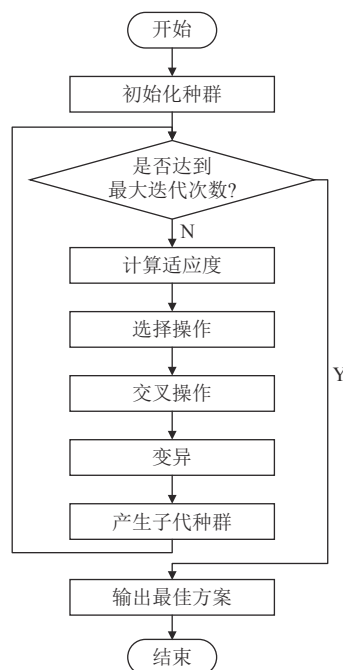 开始
初始化种群
是否达到
最大迭代次数?
N
计算适应度
选择操作
交叉操作
Y
变异
产生子代种群
输出最佳方案
结束